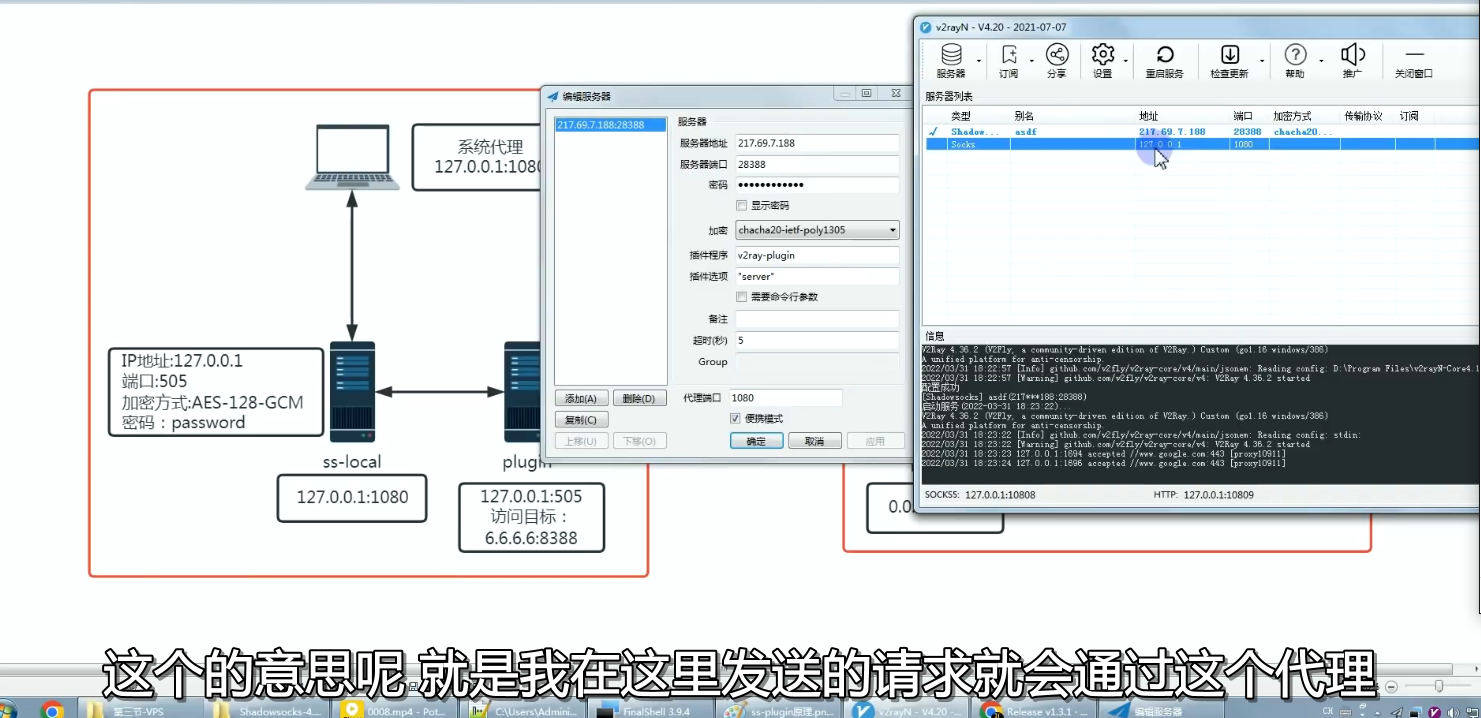 系统代理
127.0.0.1:1080
IP地址:127.0.0.1
端口:505
加密方式:AES-128-GCM
密码：password
ss-local
plugin
127.0.0.1:1080
127.0.0.1:505
访问目标：
6.6.6.6:8388
编辑服务器
217.69.7.188:28388
服务器
服务器地址 217.69.7.188
服务器端口 28388
密码 ●●●●●●●●●●●●
显示密码
加密 chacha20-ietf-poly1305
插件程序 v2ray-plugin
插件选项 "server"
需要命令行参数
备注
超时(秒) 5
Group
添加(A) 删除(D) 代理端口 1080
复制(C) 便携模式
上移(U) 下移(O) 确定 取消 应用
v2rayN - V4.20 - 2021-07-07
服务器 订阅 分享 设置 重启服务 检查更新 帮助 推广 关闭窗口
服务器列表
类型 别名 地址 端口 加密方式 传输协议 订阅
Shadow... asdf 217.69.7.188 28388 chacha20...
Socks 127.0.0.1 1080
信息
V2Ray 4.36.2 (V2Fly, a community-driven edition of V2Ray.) Custom (go1.16 windows/386)
A unified platform for anti-censorship.
2022/03/31 18:22:57 [Info] github.com/v2fly/v2ray-core/v4/main/jsonem: Reading config: D:\Program Files\v2rayN-Core4.1
2022/03/31 18:22:57 [Warning] github.com/v2fly/v2ray-core/v4: V2Ray 4.36.2 started
配置成功
[Shadowsocks] asdf(217***188:28388)
启动服务(2022-03-31 18:23:22)...
V2Ray 4.36.2 (V2Fly, a community-driven edition of V2Ray.) Custom (go1.16 windows/386)
A unified platform for anti-censorship.
2022/03/31 18:23:22 [Info] github.com/v2fly/v2ray-core/v4/main/jsonem: Reading config: stdin:
2022/03/31 18:23:22 [Warning] github.com/v2fly/v2ray-core/v4: V2Ray 4.36.2 started
2022/03/31 18:23:23 127.0.0.1:1694 accepted //www.google.com:443 [proxy10911]
2022/03/31 18:23:24 127.0.0.1:1696 accepted //www.google.com:443 [proxy10911]
SOCKS5: 127.0.0.1:10808 HTTP: 127.0.0.1:10809
0.0
这个的意思呢 就是我在这里发送的请求就会通过这个代理
第三节-VPS Shadowsocks-4.... 0008.mp4 - Pot... C:\Users\Admini... FinalShell 3.9.4 ss-plugin原理.pn... v2rayN - V4.20 -... Release v1.3.1 -... 编辑服务器 CH